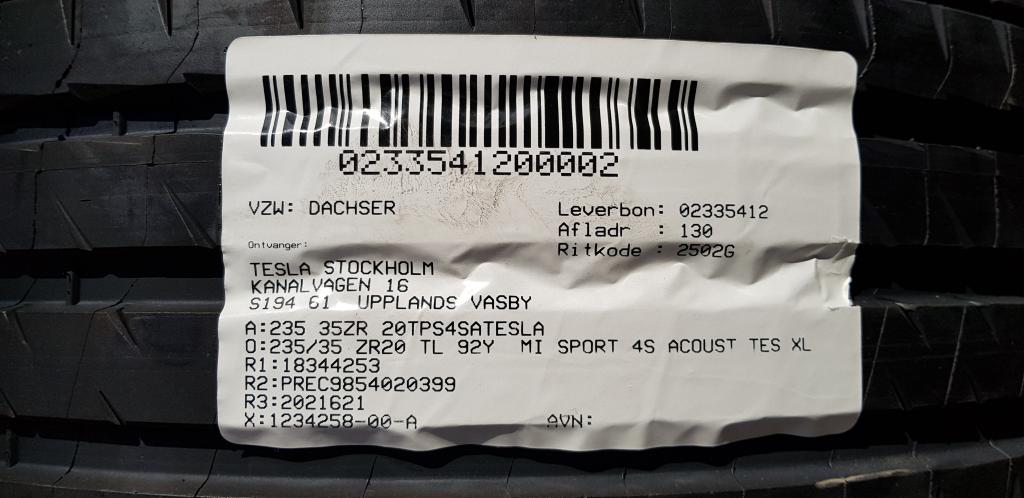 0233541200002
VZW: DACHSER
Leverbon: 02335412
Afladr : 130
Ritkode : 2502G
Ontvanger:
TESLA STOCKHOLM
KANALVAGEN 16
S194 61 UPPLANDS VASBY
A:235 35ZR 20TPS4SATESLA
O:235/35 ZR20 TL 92Y MI SPORT 4S ACOUST TES XL
R1:18344253
R2:PREC9854020399
R3:2021621
X:1234258-00-A AVN: